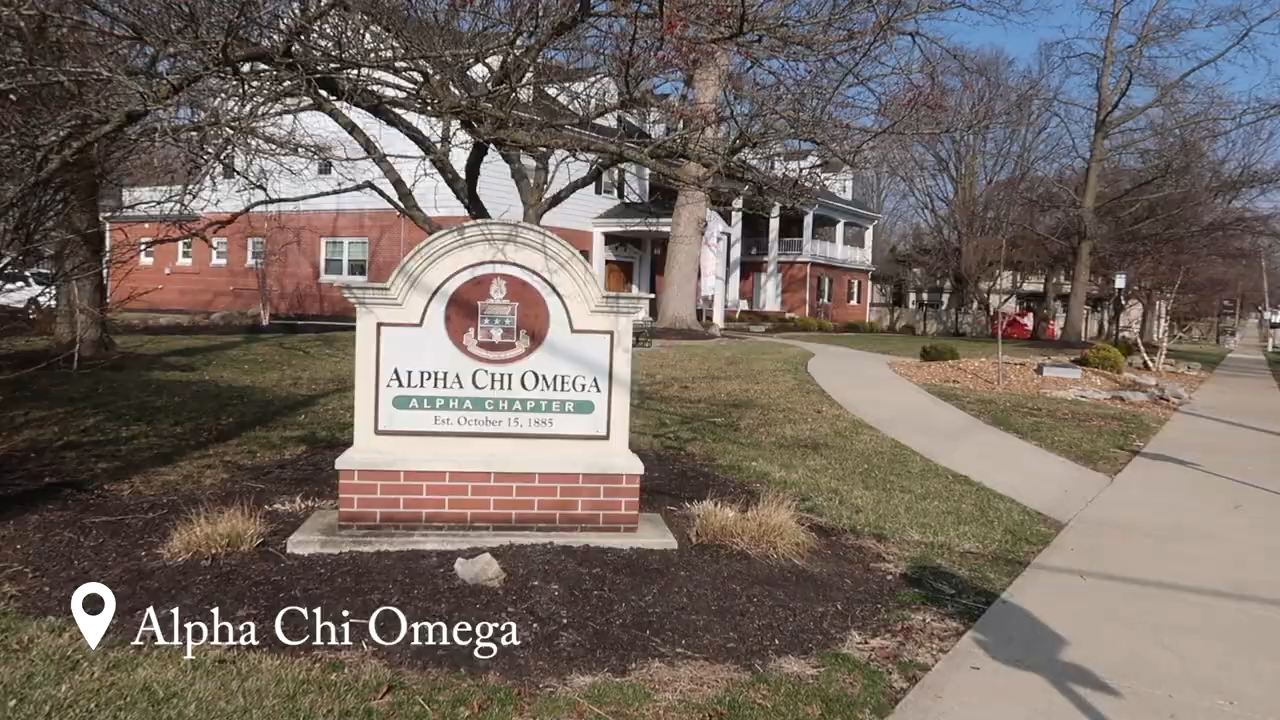 ALPHA CHI OMEGA
ALPHA CHAPTER
Est. October 15, 1885
Alpha Chi Omega